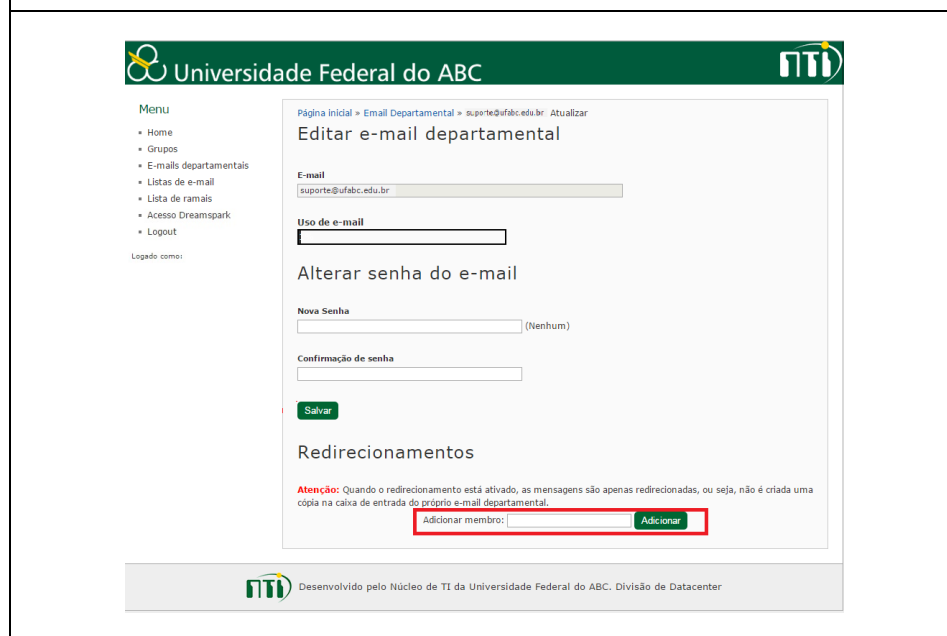 Universidade Federal do ABC
nTi
Menu
Home
Grupos
E-mails departamentais
Listas de e-mail
Lista de ramais
Acesso Dreamspark
Logout
Logado como:
Página inicial » Email Departamental » suporte@ufabc.edu.br Atualizar
Editar e-mail departamental
E-mail
suporte@ufabc.edu.br
Uso de e-mail
Alterar senha do e-mail
Nova Senha
(Nenhum)
Confirmação de senha
Salvar
Redirecionamentos
Atenção: Quando o redirecionamento está ativado, as mensagens são apenas redirecionadas, ou seja, não é criada uma
cópia na caixa de entrada do próprio e-mail departamental.
Adicionar membro: Adicionar
nTi
Desenvolvido pelo Núcleo de TI da Universidade Federal do ABC. Divisão de Datacenter